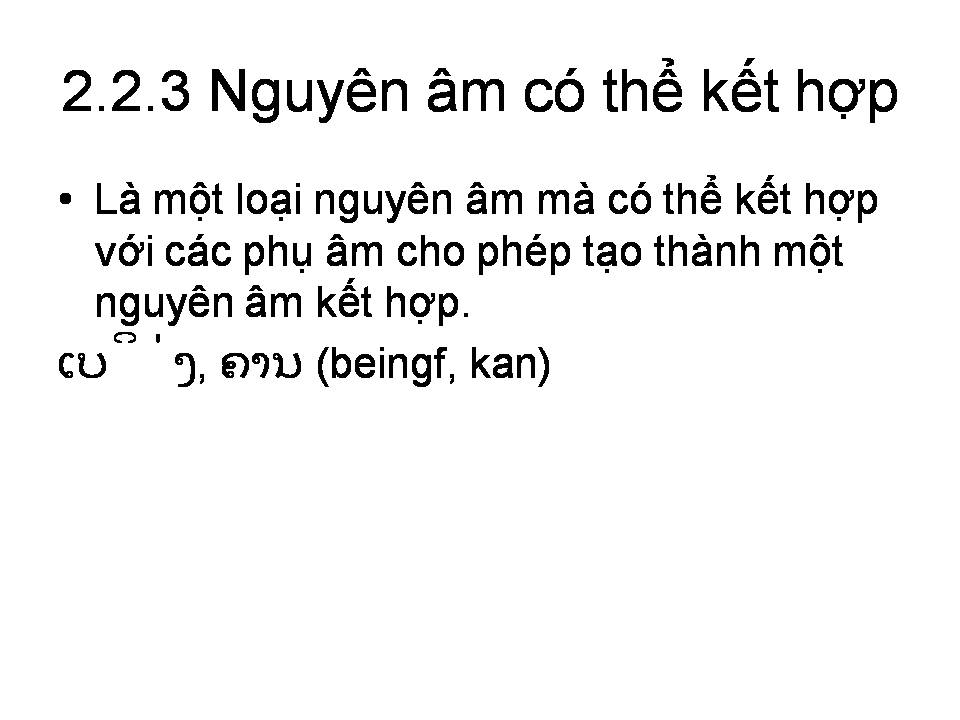 2.2.3 Nguyên âm có thể kết hợp
• Là một loại nguyên âm mà có thể kết hợp
với các phụ âm cho phép tạo thành một
nguyên âm kết hợp.
ເບິ່ງ, ຄານ (beingf, kan)